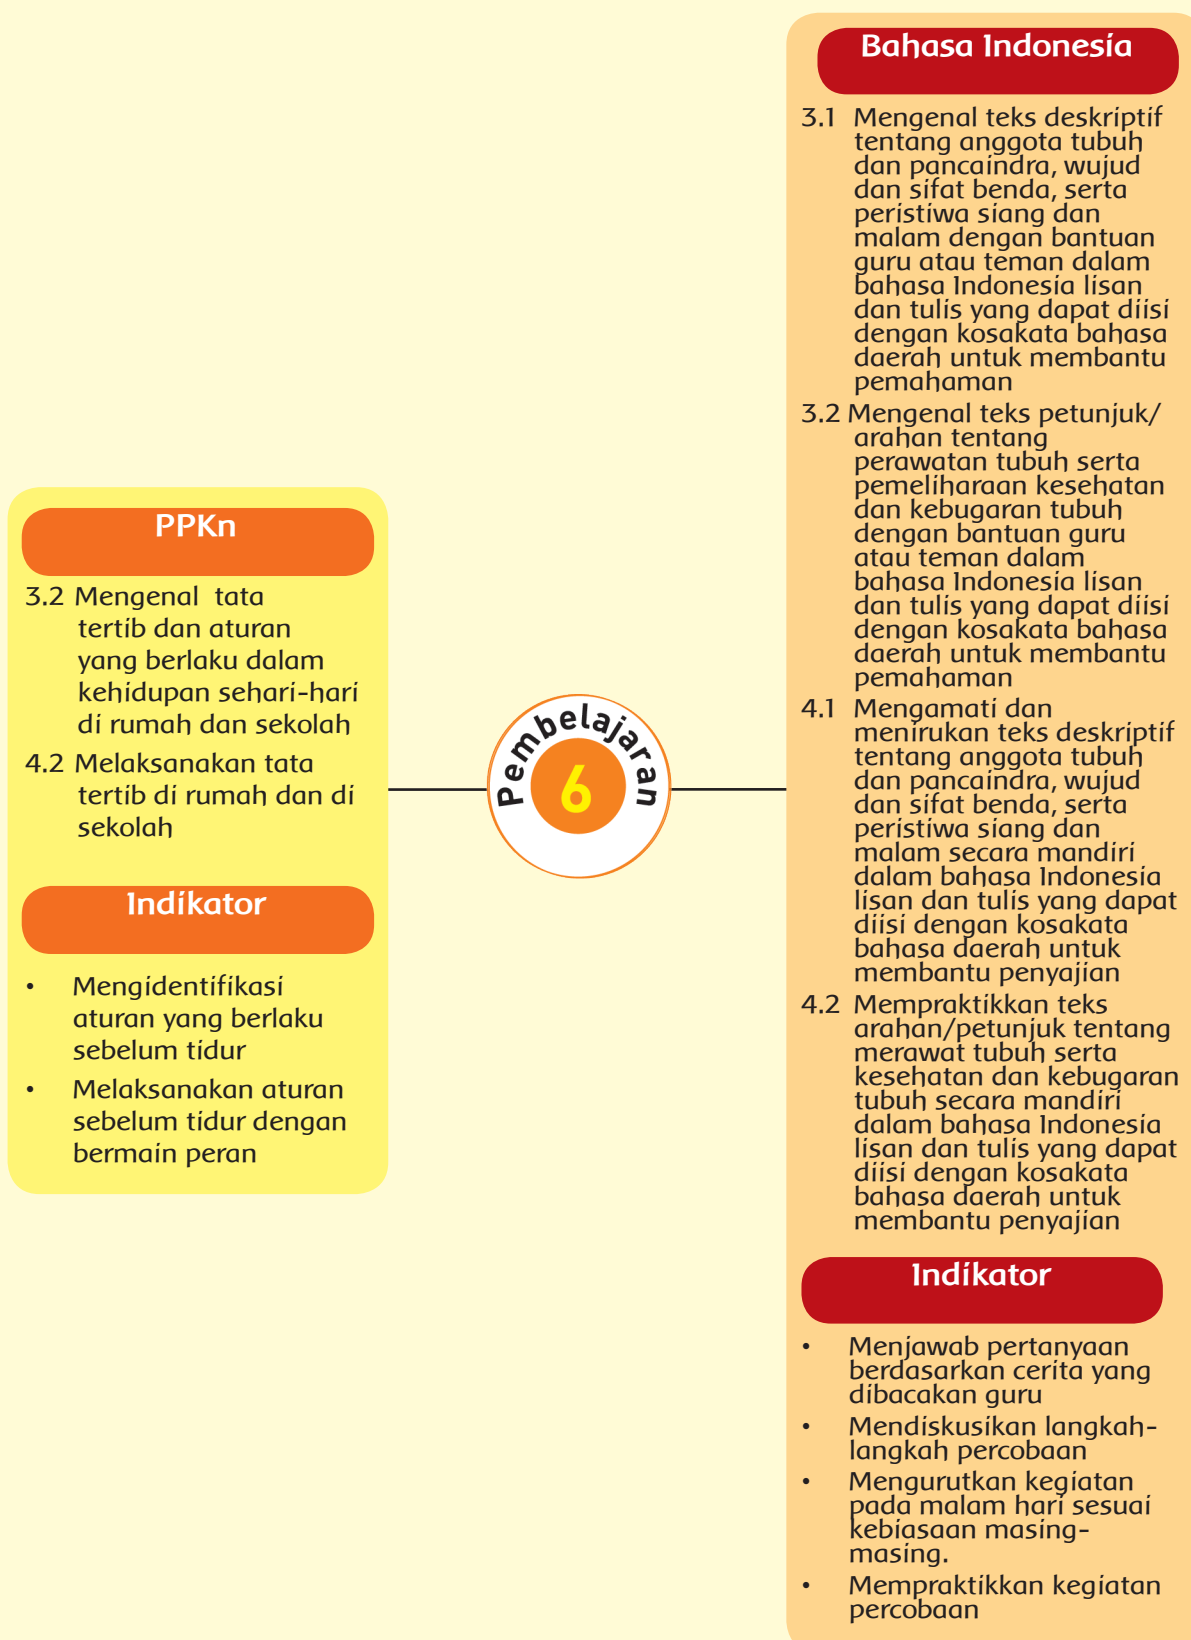 PPKn
3.2 Mengenal tata
tertib dan aturan
yang berlaku dalam
kehidupan sehari-hari
di rumah dan sekolah
4.2 Melaksanakan tata
tertib di rumah dan di
sekolah
Indikator
• Mengidentifikasi
aturan yang berlaku
sebelum tidur
• Melaksanakan aturan
sebelum tidur dengan
bermain peran
Pembelajaran
6
Bahasa Indonesia
3.1 Mengenal teks deskriptif
tentang anggota tubuh
dan pancaindra, wujud
dan sifat benda, serta
peristiwa siang dan
malam dengan bantuan
guru atau teman dalam
bahasa Indonesia lisan
dan tulis yang dapat diisi
dengan kosakata bahasa
daerah untuk membantu
pemahaman
3.2 Mengenal teks petunjuk/
arahan tentang
perawatan tubuh serta
pemeliharaan kesehatan
dan kebugaran tubuh
dengan bantuan guru
atau teman dalam
bahasa Indonesia lisan
dan tulis yang dapat diisi
dengan kosakata bahasa
daerah untuk membantu
pemahaman
4.1 Mengamati dan
menirukan teks deskriptif
tentang anggota tubuh
dan pancaindra, wujud
dan sifat benda, serta
peristiwa siang dan
malam secara mandiri
dalam bahasa Indonesia
lisan dan tulis yang dapat
diisi dengan kosakata
bahasa daerah untuk
membantu penyajian
4.2 Mempraktikkan teks
arahan/petunjuk tentang
merawat tubuh serta
kesehatan dan kebugaran
tubuh secara mandiri
dalam bahasa Indonesia
lisan dan tulis yang dapat
diisi dengan kosakata
bahasa daerah untuk
membantu penyajian
Indikator
• Menjawab pertanyaan
berdasarkan cerita yang
dibacakan guru
• Mendiskusikan langkah-
langkah percobaan
• Mengurutkan kegiatan
pada malam hari sesuai
kebiasaan masing-
masing.
• Mempraktikkan kegiatan
percobaan